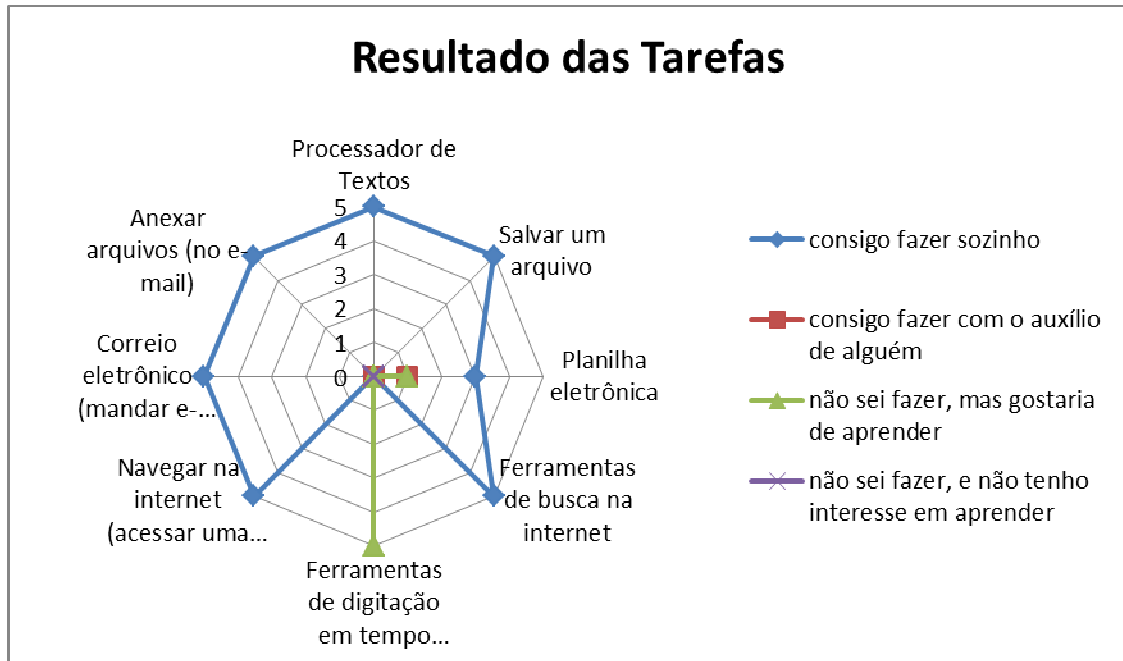 Resultado das Tarefas
Processador de
Textos
Salvar um
arquivo
Planilha
eletrônica
Ferramentas
de busca na
internet
Ferramentas
de digitação
em tempo...
Navegar na
internet
(acessar uma...
Correio
eletrônico
(mandar e-...
Anexar
arquivos (no e-
mail)
5
4
3
2
1
0
consigo fazer sozinho
consigo fazer com o auxílio
de alguém
não sei fazer, mas gostaria
de aprender
não sei fazer, e não tenho
interesse em aprender